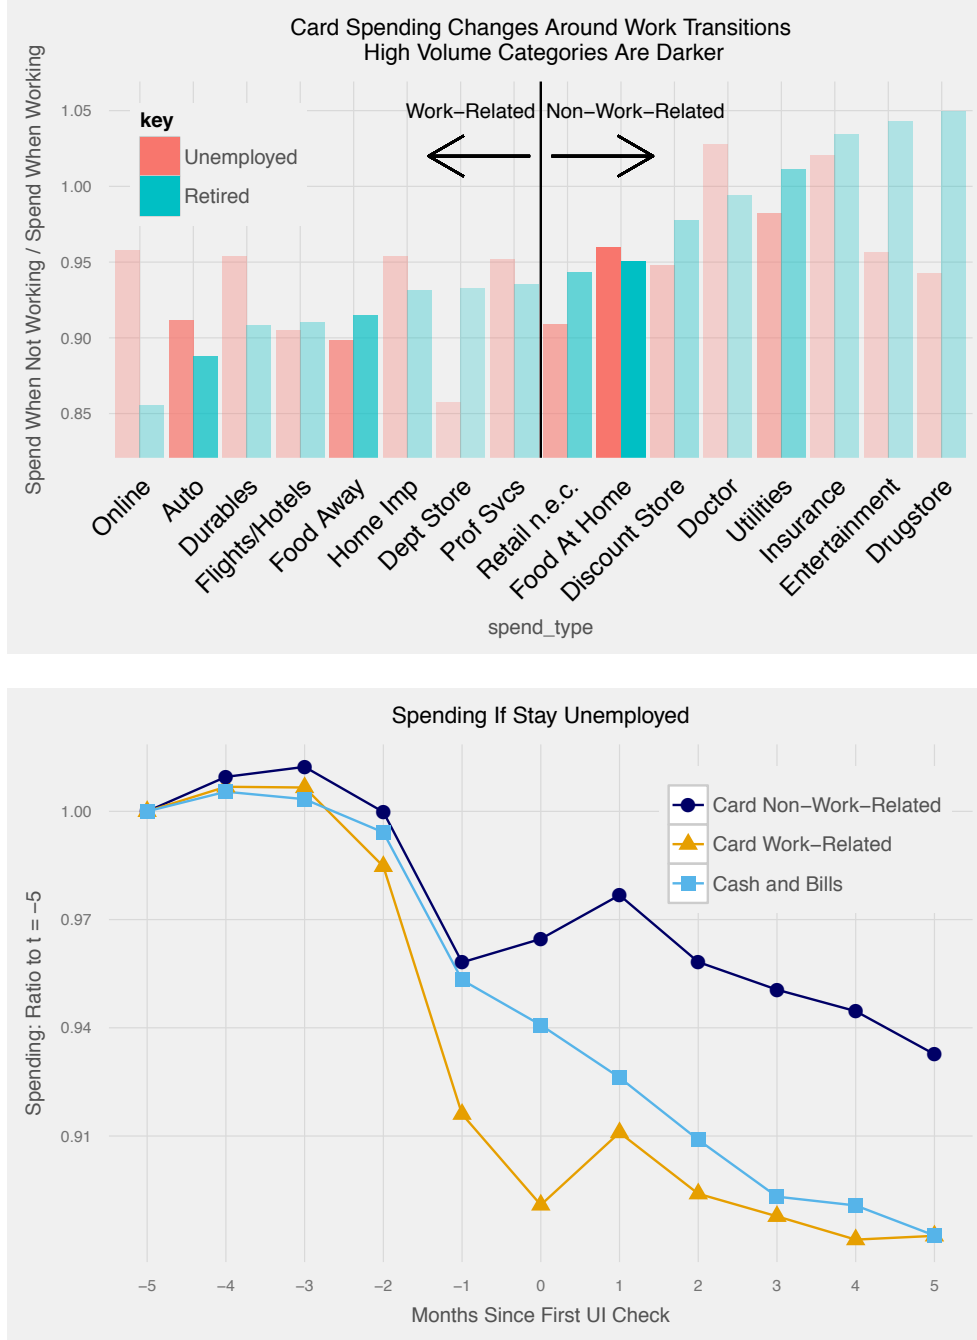 Card Spending Changes Around Work Transitions
High Volume Categories Are Darker
Spend When Not Working / Spend When Working
1.05
1.00
0.95
0.90
0.85
key
Unemployed
Retired
Work−Related
Non−Work−Related
Online
Auto
Durables
Flights/Hotels
Food Away
Home Imp
Dept Store
Prof Svcs
Retail n.e.c.
Food At Home
Discount Store
Doctor
Utilities
Insurance
Entertainment
Drugstore
spend_type
Spending If Stay Unemployed
Spending: Ratio to t = −5
1.00
0.97
0.94
0.91
Card Non−Work−Related
Card Work−Related
Cash and Bills
−5 −4 −3 −2 −1 0 1 2 3 4 5
Months Since First UI Check